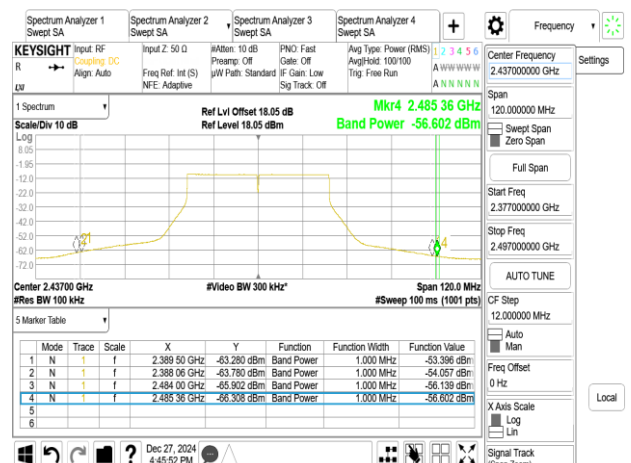 Spectrum Analyzer 1
Swept SA
Spectrum Analyzer 2
Swept SA
Spectrum Analyzer 3
Swept SA
Spectrum Analyzer 4
Swept SA
+
Frequency
KEYSIGHT
R
LXI
Input: RF
Coupling: DC
Align: Auto
Input Z: 50 Ω
Freq Ref: Int (S)
NFE: Adaptive
#Atten: 10 dB
Preamp: Off
µW Path: Standard
PNO: Fast
Gate: Off
IF Gain: Low
Sig Track: Off
Avg Type: Power (RMS)
Avg|Hold: 100/100
Trig: Free Run
1 2 3 4 5 6
A W W W W W
A N N N N N
1 Spectrum
Scale/Div 10 dB
Log
Ref Lvl Offset 18.05 dB
Ref Level 18.05 dBm
Mkr4 2.485 36 GHz
Band Power -56.602 dBm
8.05
-1.95
-12.0
-22.0
-32.0
-42.0
-52.0
-62.0
-72.0
4
Center 2.43700 GHz
#Res BW 100 kHz
#Video BW 300 kHz*
Span 120.0 MHz
#Sweep 100 ms (1001 pts)
5 Marker Table
Mode Trace Scale X Y Function Function Width Function Value
1 N 1 f 2.389 50 GHz -63.280 dBm Band Power 1.000 MHz -53.396 dBm
2 N 1 f 2.388 06 GHz -63.780 dBm Band Power 1.000 MHz -54.057 dBm
3 N 1 f 2.484 00 GHz -65.902 dBm Band Power 1.000 MHz -56.139 dBm
4 N 1 f 2.485 36 GHz -66.308 dBm Band Power 1.000 MHz -56.602 dBm
5
6
?
Dec 27, 2024
4:45:52 PM
Center Frequency
2.437000000 GHz
Span
120.000000 MHz
Swept Span
Zero Span
Full Span
Start Freq
2.377000000 GHz
Stop Freq
2.497000000 GHz
AUTO TUNE
CF Step
12.000000 MHz
Auto
Man
Freq Offset
0 Hz
X Axis Scale
Log
Lin
Signal Track
(Span Zoom)
Settings
Local